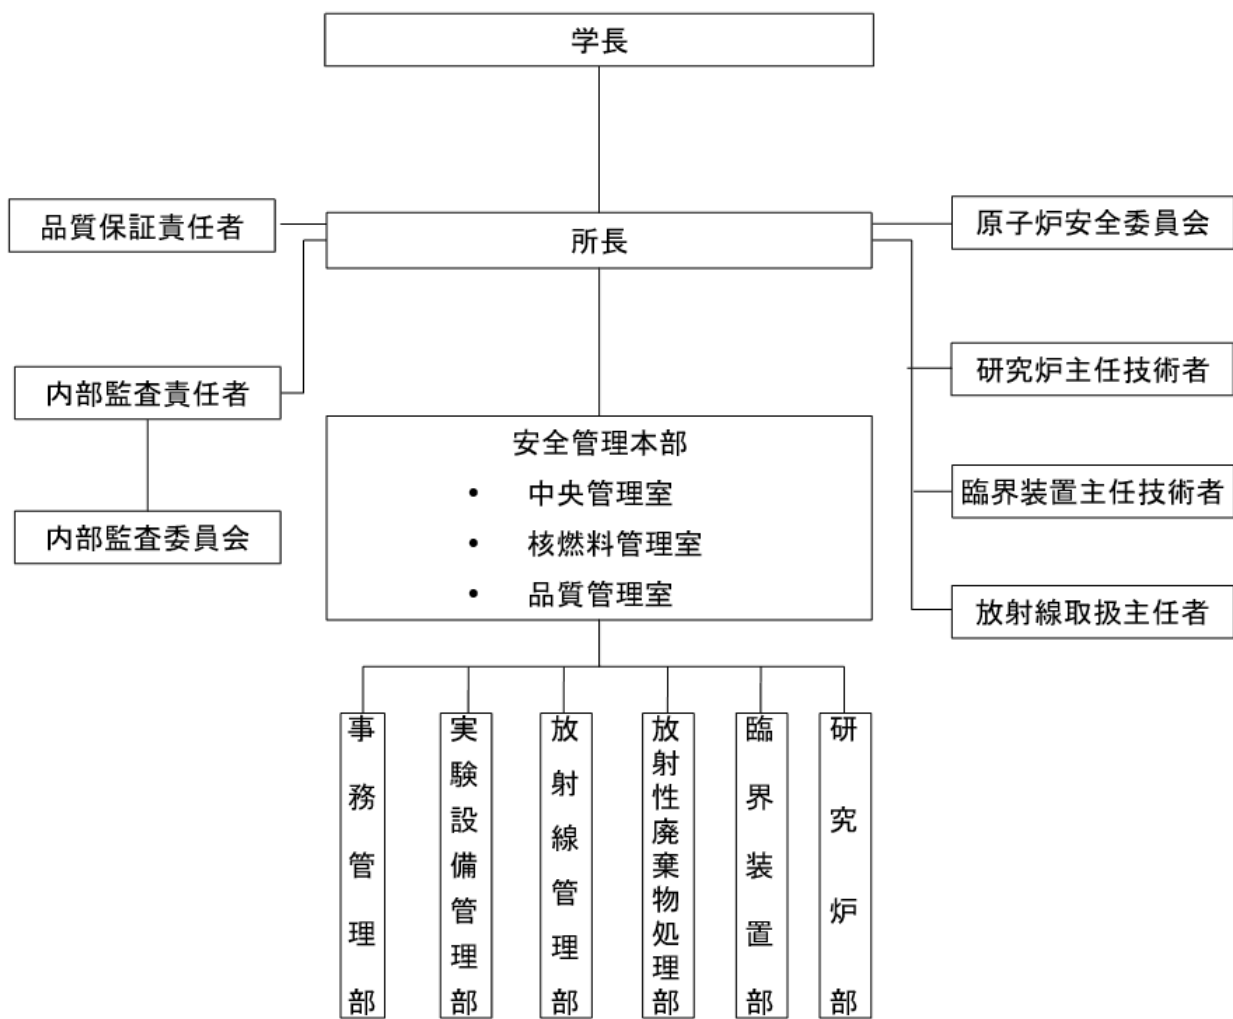 学長
品質保証責任者
所長
原子炉安全委員会
内部監査責任者
研究炉主任技術者
安全管理本部
• 中央管理室
• 核燃料管理室
• 品質管理室
内部監査委員会
臨界装置主任技術者
放射線取扱主任者
事務管理部
実験設備管理部
放射線管理部
放射性廃棄物処理部
臨界装置部
研究炉部